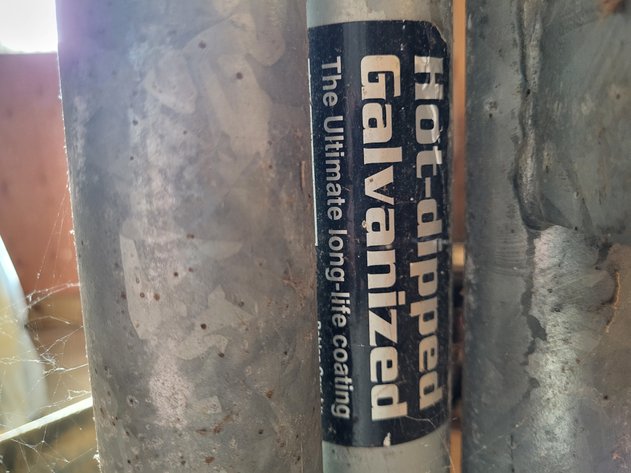 Hot-dipped
Galvanized
The Ultimate long-life coating